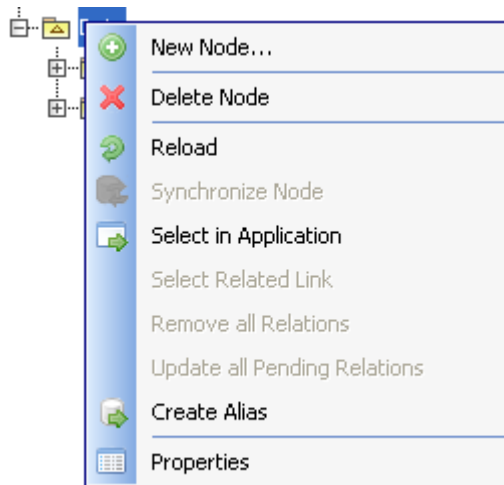 New Node...
Delete Node
Reload
Synchronize Node
Select in Application
Select Related Link
Remove all Relations
Update all Pending Relations
Create Alias
Properties